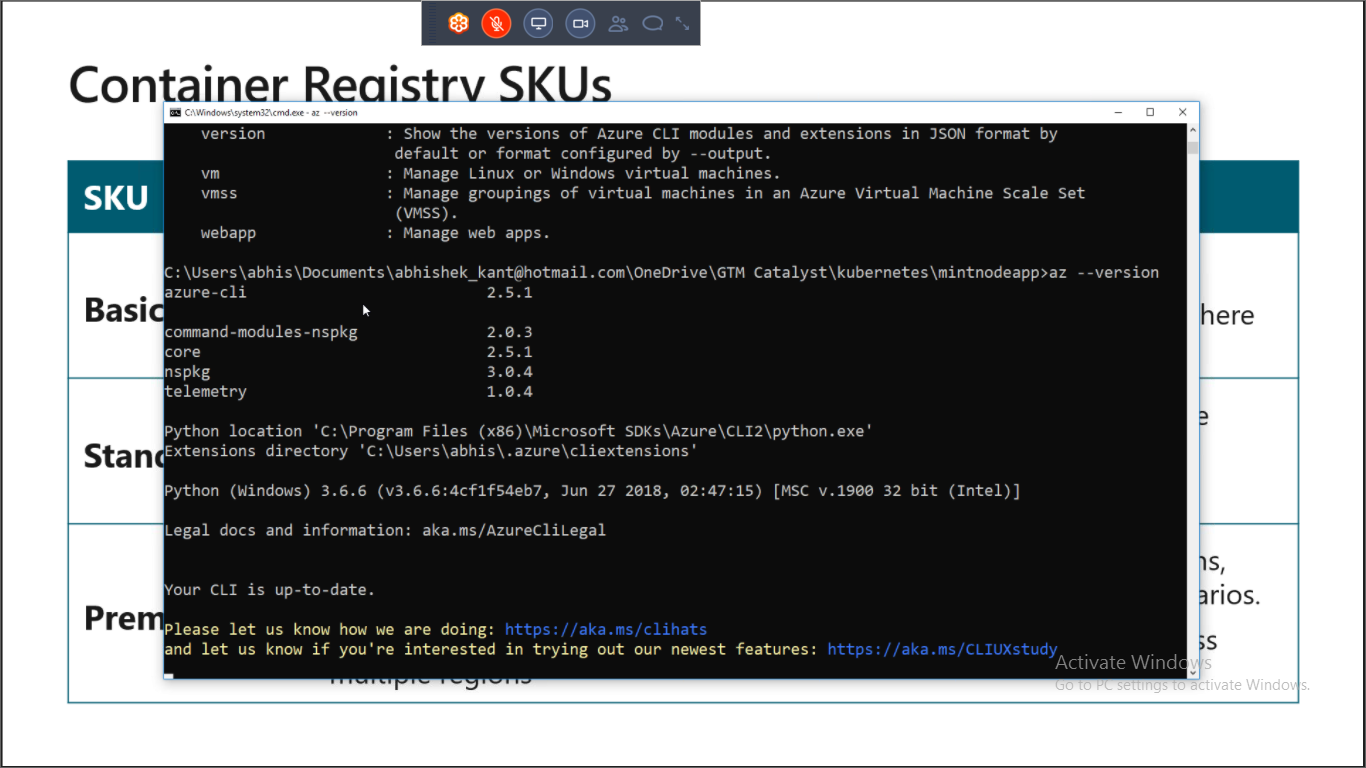 Container Registry SKUs
C:\Windows\system32\cmd.exe - az --version
version : Show the versions of Azure CLI modules and extensions in JSON format by
default or format configured by --output.
vm : Manage Linux or Windows virtual machines.
vmss : Manage groupings of virtual machines in an Azure Virtual Machine Scale Set
(VMSS).
webapp : Manage web apps.
C:\Users\abhis\Documents\abhishek_kant@hotmail.com\OneDrive\GTM Catalyst\kubernetes\mintnodeapp>az --version
azure-cli 2.5.1
command-modules-nspkg 2.0.3
core 2.5.1
nspkg 3.0.4
telemetry 1.0.4
Python location 'C:\Program Files (x86)\Microsoft SDKs\Azure\CLI2\python.exe'
Extensions directory 'C:\Users\abhis\.azure\cliextensions'
Python (Windows) 3.6.6 (v3.6.6:4cf1f54eb7, Jun 27 2018, 02:47:15) [MSC v.1900 32 bit (Intel)]
Legal docs and information: aka.ms/AzureCliLegal
Your CLI is up-to-date.
Please let us know how we are doing: https://aka.ms/clihats
and let us know if you're interested in trying out our newest features: https://aka.ms/CLIUXstudy
SKU
Basic
here
Stand
e
Prem
ns,
arios.
ss
multiple regions
Activate Windows
Go to PC settings to activate Windows.